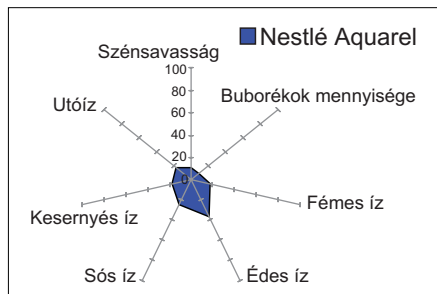 Nestlé Aquarel
Szénsavasság
100
80
60
40
20
0
Buborékok mennyisége
Fémes íz
Édes íz
Sós íz
Kesernyés íz
Utóíz